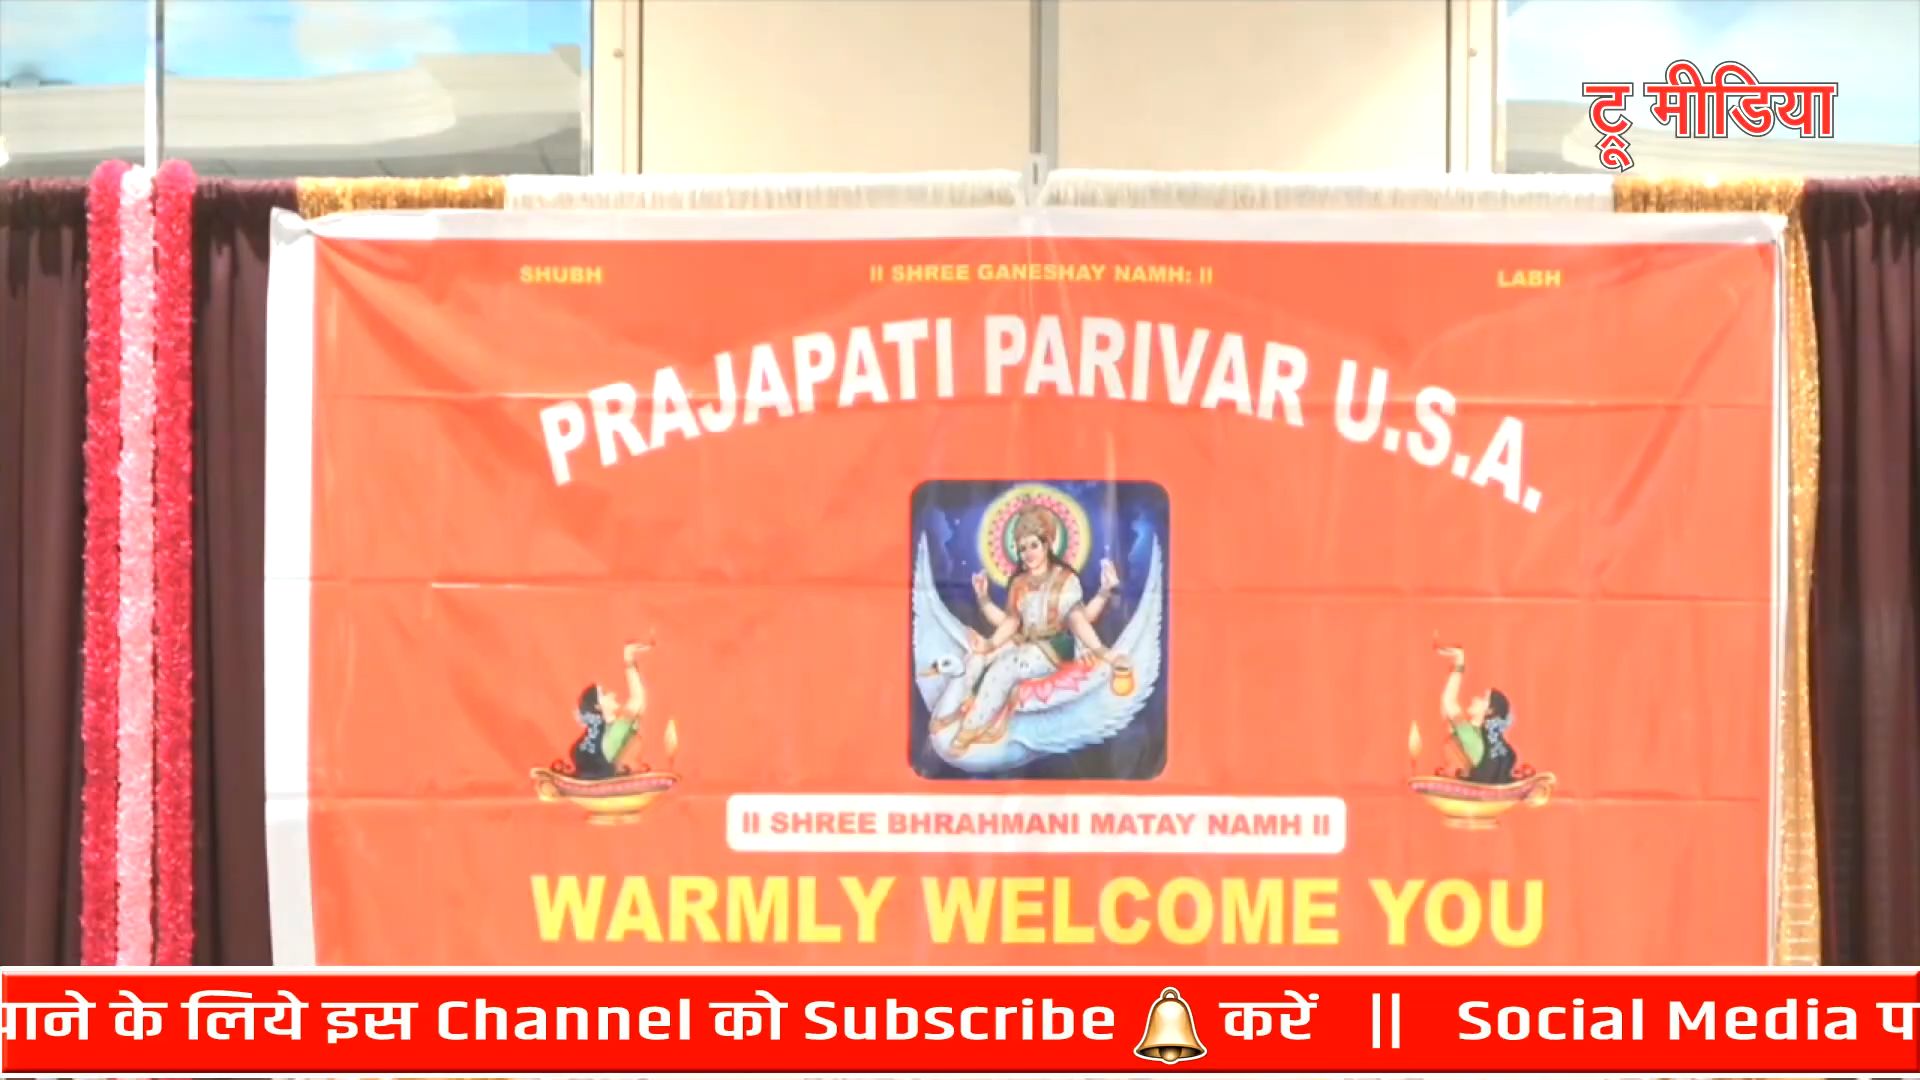 टू मीडिया
SHUBH
II SHREE GANESHAY NAMH: II
LABH
PRAJAPATI PARIVAR U.S.A.
II SHREE BHRAHMANI MATAY NAMH II
WARMLY WELCOME YOU
के लिये इस Channel को Subscribe करें || Social Media